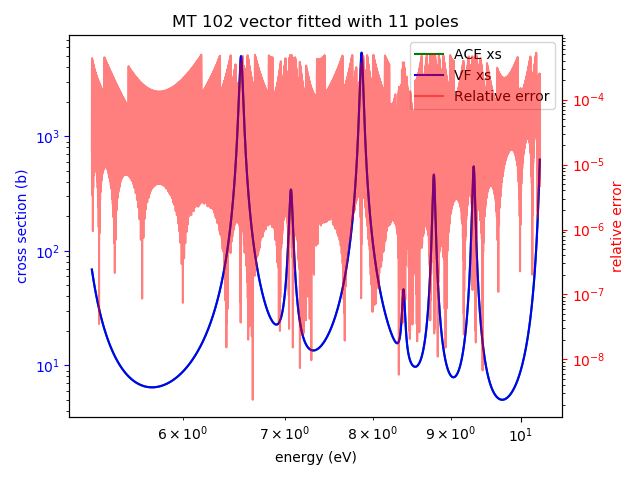 MT 102 vector fitted with 11 poles
ACE xs
VF xs
Relative error
cross section (b)
10³
10²
10¹
10⁻⁴
10⁻⁵
10⁻⁶
10⁻⁷
10⁻⁸
relative error
6 × 10⁰ 7 × 10⁰ 8 × 10⁰ 9 × 10⁰ 10¹
energy (eV)